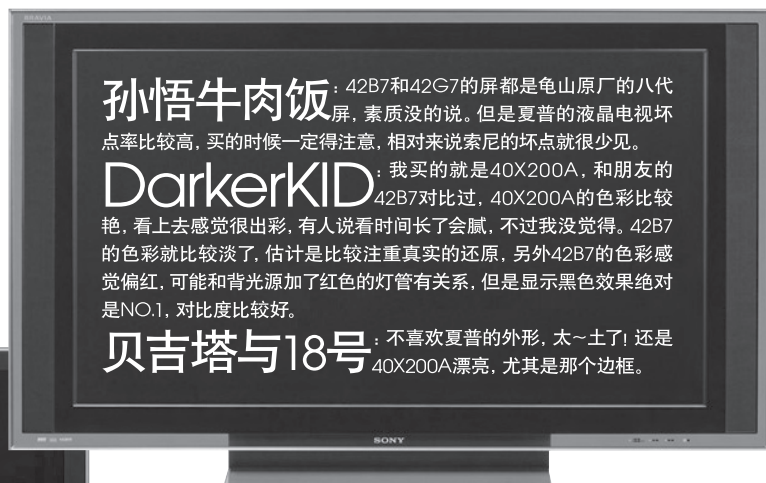 BRAVIA
孙悟牛肉饭：42B7和42G7的屏都是龟山原厂的八代
屏，素质没的说。但是夏普的液晶电视坏
点率比较高，买的时候一定得注意，相对来说索尼的坏点就很少见。
DarkerKID：我买的就是40X200A，和朋友的
42B7对比过，40X200A的色彩比较
艳，看上去感觉很出彩，有人说看时间长了会腻，不过我没觉得。42B7
的色彩就比较淡了，估计是比较注重真实的还原，另外42B7的色彩感
觉偏红，可能和背光源加了红色的灯管有关系，但是显示黑色效果绝对
是NO.1，对比度比较好。
贝吉塔与18号：不喜欢夏普的外形，太~土了！还是
40X200A漂亮，尤其是那个边框。
SONY